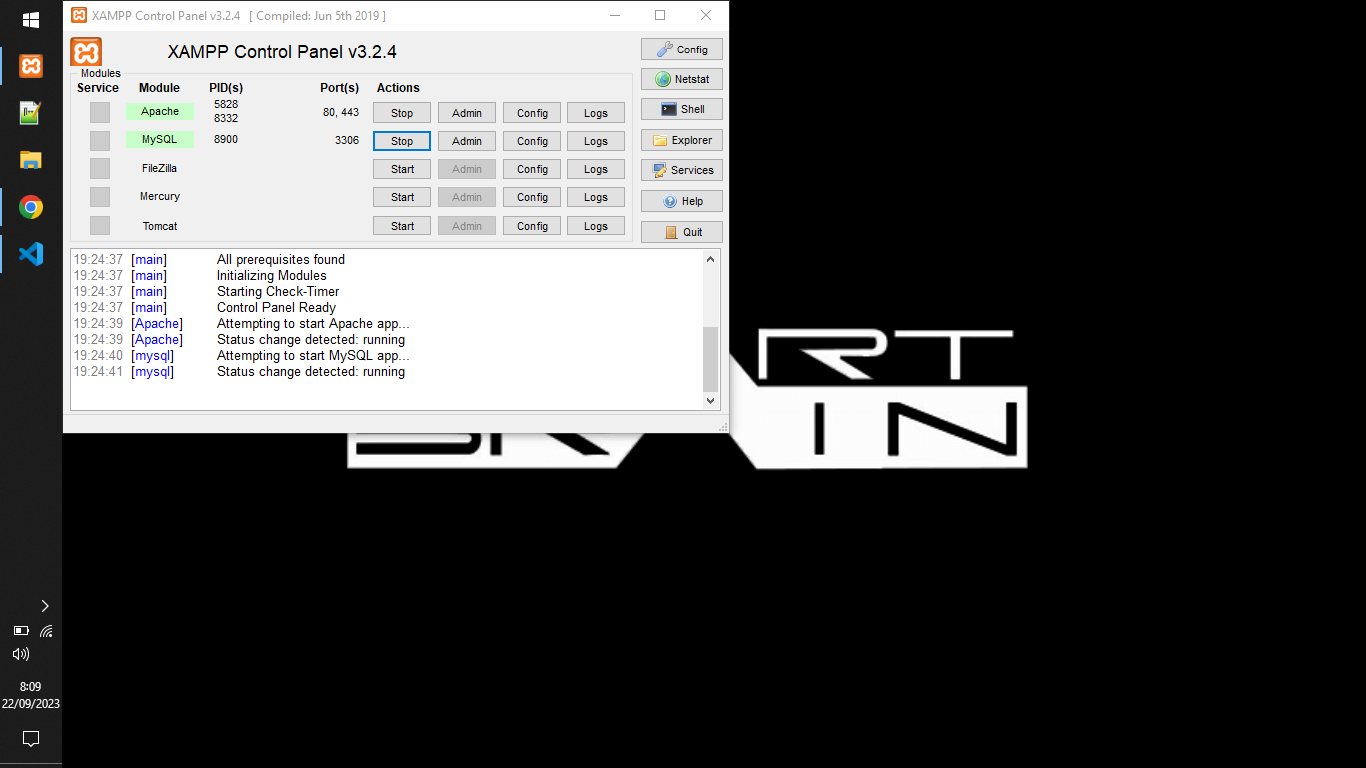 XAMPP Control Panel v3.2.4 [ Compiled: Jun 5th 2019 ]
XAMPP Control Panel v3.2.4
Config
Modules
Service Module PID(s) Port(s) Actions
Netstat
Apache 5828 8332 80, 443 Stop Admin Config Logs
Shell
MySQL 8900 3306 Stop Admin Config Logs
Explorer
FileZilla Start Admin Config Logs
Services
Mercury Start Admin Config Logs
Help
Tomcat Start Admin Config Logs
Quit
19:24:37 [main] All prerequisites found
19:24:37 [main] Initializing Modules
19:24:37 [main] Starting Check-Timer
19:24:37 [main] Control Panel Ready
19:24:39 [Apache] Attempting to start Apache app...
19:24:39 [Apache] Status change detected: running
19:24:40 [mysql] Attempting to start MySQL app...
19:24:41 [mysql] Status change detected: running
RT
IN
8:09
22/09/2023